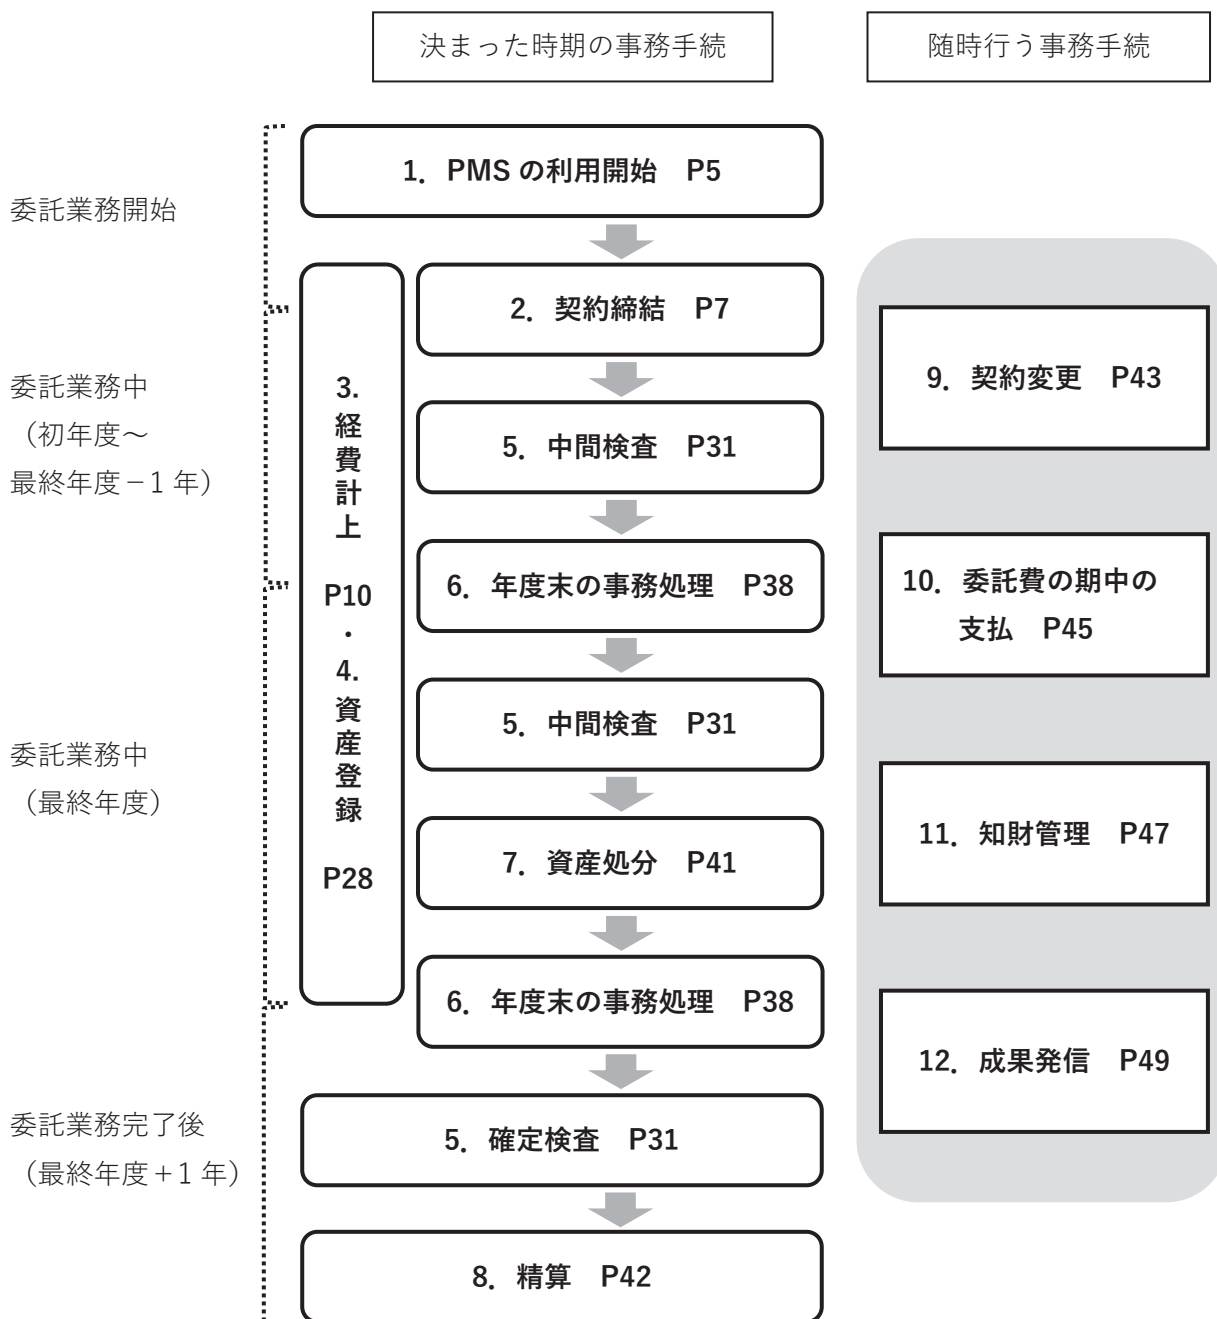 決まった時期の事務手続
随時行う事務手続
委託業務開始
委託業務中
（初年度～
最終年度－1 年）
委託業務中
（最終年度）
委託業務完了後
（最終年度＋1 年）
1．PMS の利用開始　P5
3．経費計上　P10・4．資産登録　P28
2．契約締結　P7
5．中間検査　P31
6．年度末の事務処理　P38
5．中間検査　P31
7．資産処分　P41
6．年度末の事務処理　P38
5．確定検査　P31
8．精算　P42
9．契約変更　P43
10．委託費の期中の
支払　P45
11．知財管理　P47
12．成果発信　P49